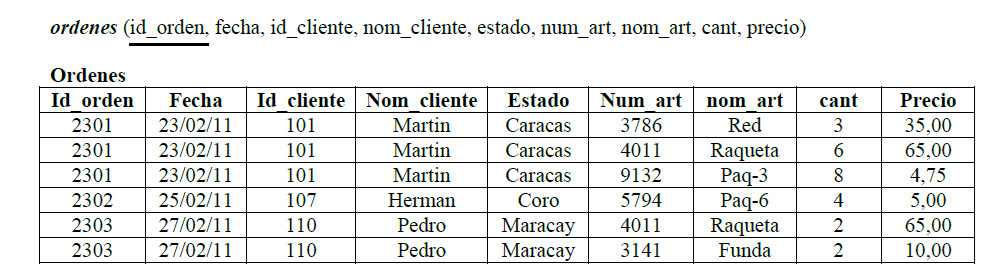 ordenes (id_orden, fecha, id_cliente, nom_cliente, estado, num_art, nom_art, cant, precio)
Ordenes
Id_orden Fecha Id_cliente Nom_cliente Estado Num_art nom_art cant Precio
2301 23/02/11 101 Martin Caracas 3786 Red 3 35,00
2301 23/02/11 101 Martin Caracas 4011 Raqueta 6 65,00
2301 23/02/11 101 Martin Caracas 9132 Paq-3 8 4,75
2302 25/02/11 107 Herman Coro 5794 Paq-6 4 5,00
2303 27/02/11 110 Pedro Maracay 4011 Raqueta 2 65,00
2303 27/02/11 110 Pedro Maracay 3141 Funda 2 10,00